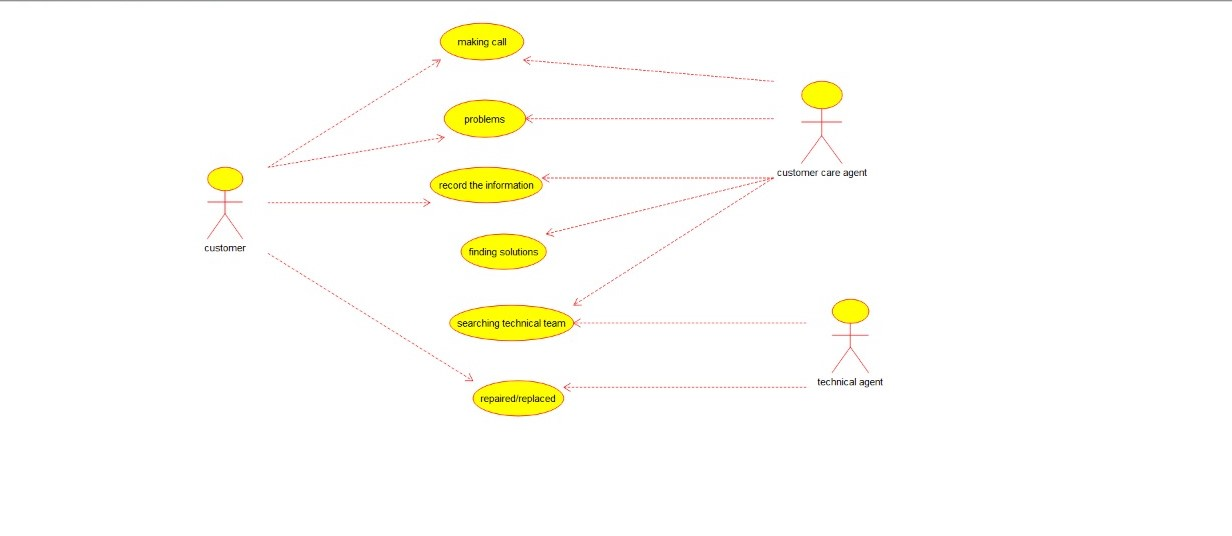 making call
problems
customer care agent
record the information
customer
finding solutions
searching technical team
technical agent
repaired/replaced